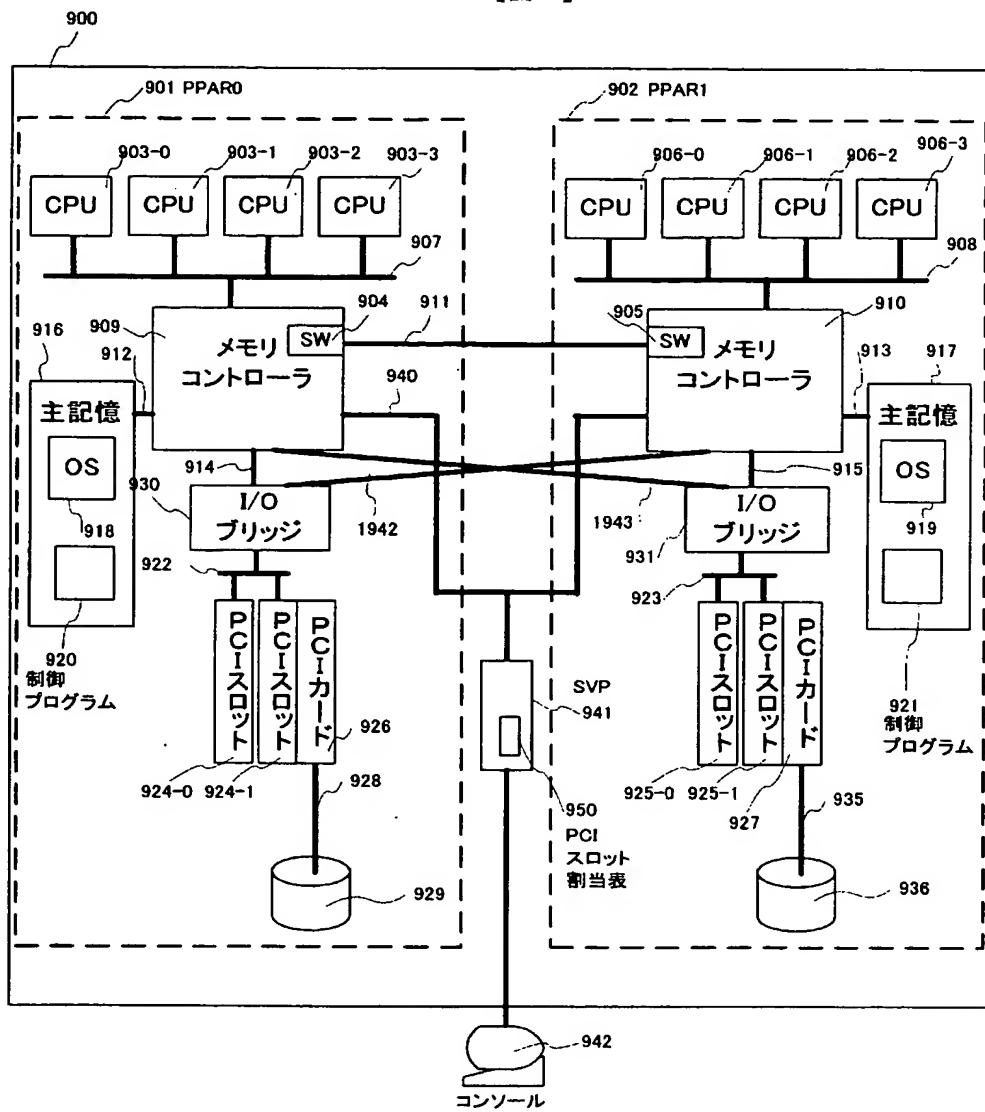 900
901 PPAR0
902 PPAR1
903-0
903-1
903-2
903-3
906-0
906-1
906-2
906-3
CPU
CPU
CPU
CPU
CPU
CPU
CPU
CPU
907
908
904
911
905
910
909
916
SW
SW
917
912
メモリ
コントローラ
メモリ
コントローラ
913
940
主記憶
主記憶
OS
OS
914
915
930
I/O
ブリッジ
I/O
ブリッジ
918
1942
1943
931
919
922
923
PCIスロット
PCIスロット
PCIカード
PCIスロット
PCIスロット
PCIカード
920
制御
プログラム
SVP
941
921
制御
プログラム
926
924-0
924-1
928
950
PCI
スロット
割当表
925-0
925-1
927
935
929
936
942
コンソール